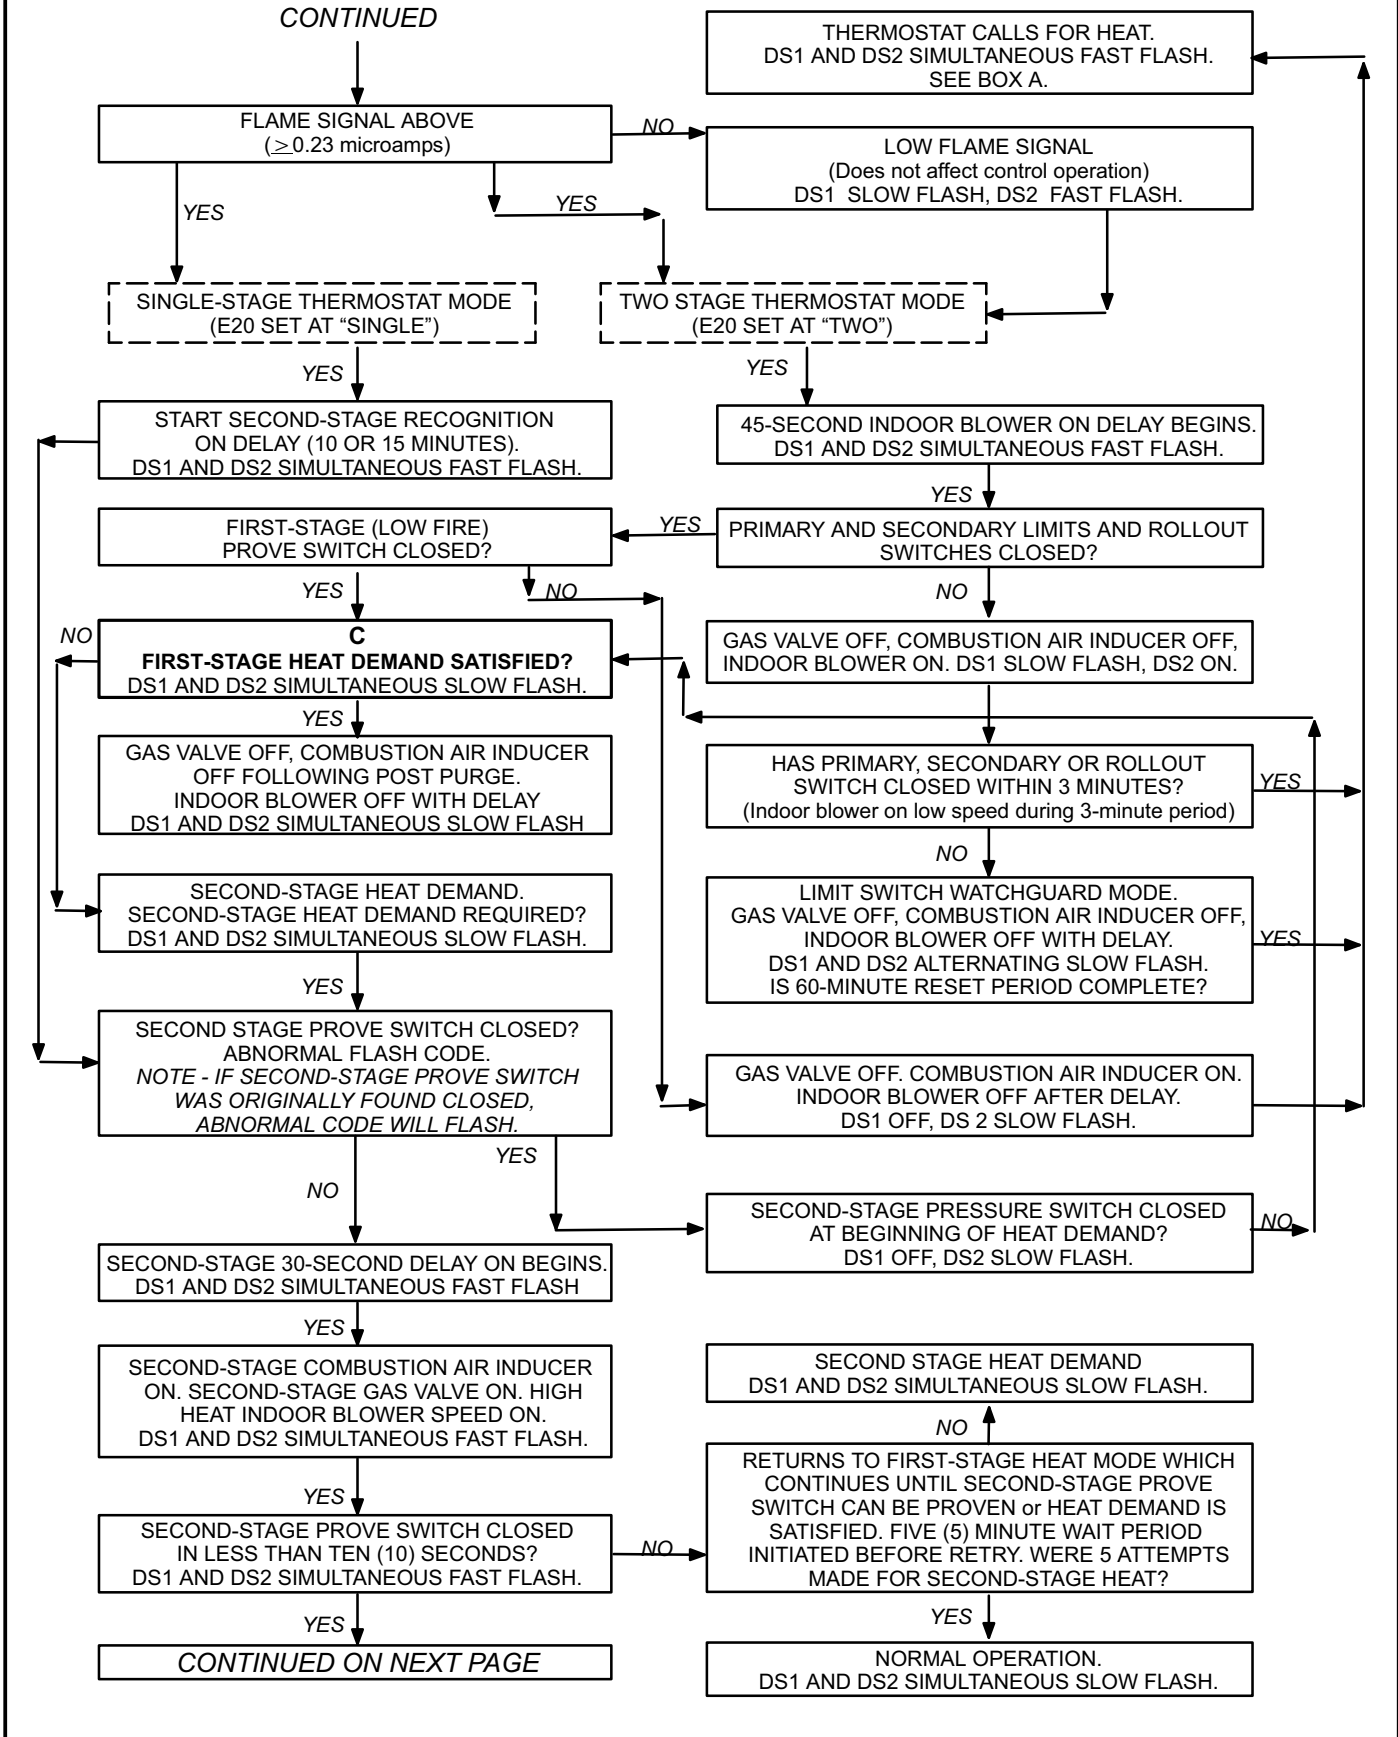 CONTINUED
THERMOSTAT CALLS FOR HEAT.
DS1 AND DS2 SIMULTANEOUS FAST FLASH.
SEE BOX A.
FLAME SIGNAL ABOVE
(≥0.23 microamps)
NO
LOW FLAME SIGNAL
(Does not affect control operation)
DS1 SLOW FLASH, DS2 FAST FLASH.
YES
YES
SINGLE-STAGE THERMOSTAT MODE
(E20 SET AT “SINGLE”)
TWO STAGE THERMOSTAT MODE
(E20 SET AT “TWO”)
YES
YES
START SECOND-STAGE RECOGNITION
ON DELAY (10 OR 15 MINUTES).
DS1 AND DS2 SIMULTANEOUS FAST FLASH.
45-SECOND INDOOR BLOWER ON DELAY BEGINS.
DS1 AND DS2 SIMULTANEOUS FAST FLASH.
YES
FIRST-STAGE (LOW FIRE)
PROVE SWITCH CLOSED?
YES
PRIMARY AND SECONDARY LIMITS AND ROLLOUT
SWITCHES CLOSED?
YES
NO
NO
NO
C
FIRST-STAGE HEAT DEMAND SATISFIED?
DS1 AND DS2 SIMULTANEOUS SLOW FLASH.
GAS VALVE OFF, COMBUSTION AIR INDUCER OFF,
INDOOR BLOWER ON. DS1 SLOW FLASH, DS2 ON.
YES
GAS VALVE OFF, COMBUSTION AIR INDUCER
OFF FOLLOWING POST PURGE.
INDOOR BLOWER OFF WITH DELAY
DS1 AND DS2 SIMULTANEOUS SLOW FLASH
HAS PRIMARY, SECONDARY OR ROLLOUT
SWITCH CLOSED WITHIN 3 MINUTES?
(Indoor blower on low speed during 3-minute period)
YES
NO
SECOND-STAGE HEAT DEMAND.
SECOND-STAGE HEAT DEMAND REQUIRED?
DS1 AND DS2 SIMULTANEOUS SLOW FLASH.
LIMIT SWITCH WATCHGUARD MODE.
GAS VALVE OFF, COMBUSTION AIR INDUCER OFF,
INDOOR BLOWER OFF WITH DELAY.
DS1 AND DS2 ALTERNATING SLOW FLASH.
IS 60-MINUTE RESET PERIOD COMPLETE?
YES
YES
SECOND STAGE PROVE SWITCH CLOSED?
ABNORMAL FLASH CODE.
NOTE - IF SECOND-STAGE PROVE SWITCH
WAS ORIGINALLY FOUND CLOSED,
ABNORMAL CODE WILL FLASH.
GAS VALVE OFF. COMBUSTION AIR INDUCER ON.
INDOOR BLOWER OFF AFTER DELAY.
DS1 OFF, DS 2 SLOW FLASH.
YES
NO
SECOND-STAGE PRESSURE SWITCH CLOSED
AT BEGINNING OF HEAT DEMAND?
DS1 OFF, DS2 SLOW FLASH.
NO
SECOND-STAGE 30-SECOND DELAY ON BEGINS.
DS1 AND DS2 SIMULTANEOUS FAST FLASH
YES
SECOND-STAGE COMBUSTION AIR INDUCER
ON. SECOND-STAGE GAS VALVE ON. HIGH
HEAT INDOOR BLOWER SPEED ON.
DS1 AND DS2 SIMULTANEOUS FAST FLASH.
SECOND STAGE HEAT DEMAND
DS1 AND DS2 SIMULTANEOUS SLOW FLASH.
NO
YES
RETURNS TO FIRST-STAGE HEAT MODE WHICH
CONTINUES UNTIL SECOND-STAGE PROVE
SWITCH CAN BE PROVEN or HEAT DEMAND IS
SATISFIED. FIVE (5) MINUTE WAIT PERIOD
INITIATED BEFORE RETRY. WERE 5 ATTEMPTS
MADE FOR SECOND-STAGE HEAT?
SECOND-STAGE PROVE SWITCH CLOSED
IN LESS THAN TEN (10) SECONDS?
DS1 AND DS2 SIMULTANEOUS FAST FLASH.
NO
YES
YES
CONTINUED ON NEXT PAGE
NORMAL OPERATION.
DS1 AND DS2 SIMULTANEOUS SLOW FLASH.